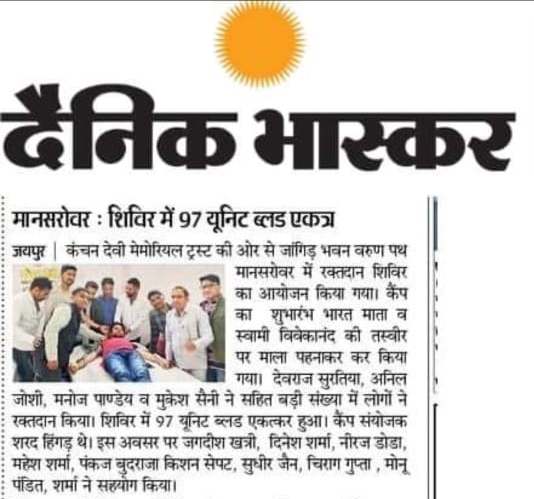 दैनिक भास्कर
मानसरोवर : शिविर में 97 यूनिट ब्लड एकत्र
जयपुर | कंचन देवी मेमोरियल ट्रस्ट की ओर से जांगिड़ भवन वरुण पथ
मानसरोवर में रक्तदान शिविर
का आयोजन किया गया। कैंप
का शुभारंभ भारत माता व
स्वामी विवेकानंद की तस्वीर
पर माला पहनाकर कर किया
गया। देवराज सुरतिया, अनिल
जोशी, मनोज पाण्डेय व मुकेश सैनी ने सहित बड़ी संख्या में लोगों ने
रक्तदान किया। शिविर में 97 यूनिट ब्लड एकत्कर हुआ। कैंप संयोजक
शरद हिंगड़ थे। इस अवसर पर जगदीश खत्री, दिनेश शर्मा, नीरज डोडा,
महेश शर्मा, पंकज बुदराजा किशन सेपट, सुधीर जैन, चिराग गुप्ता , मोनू
पंडित, शर्मा ने सहयोग किया।